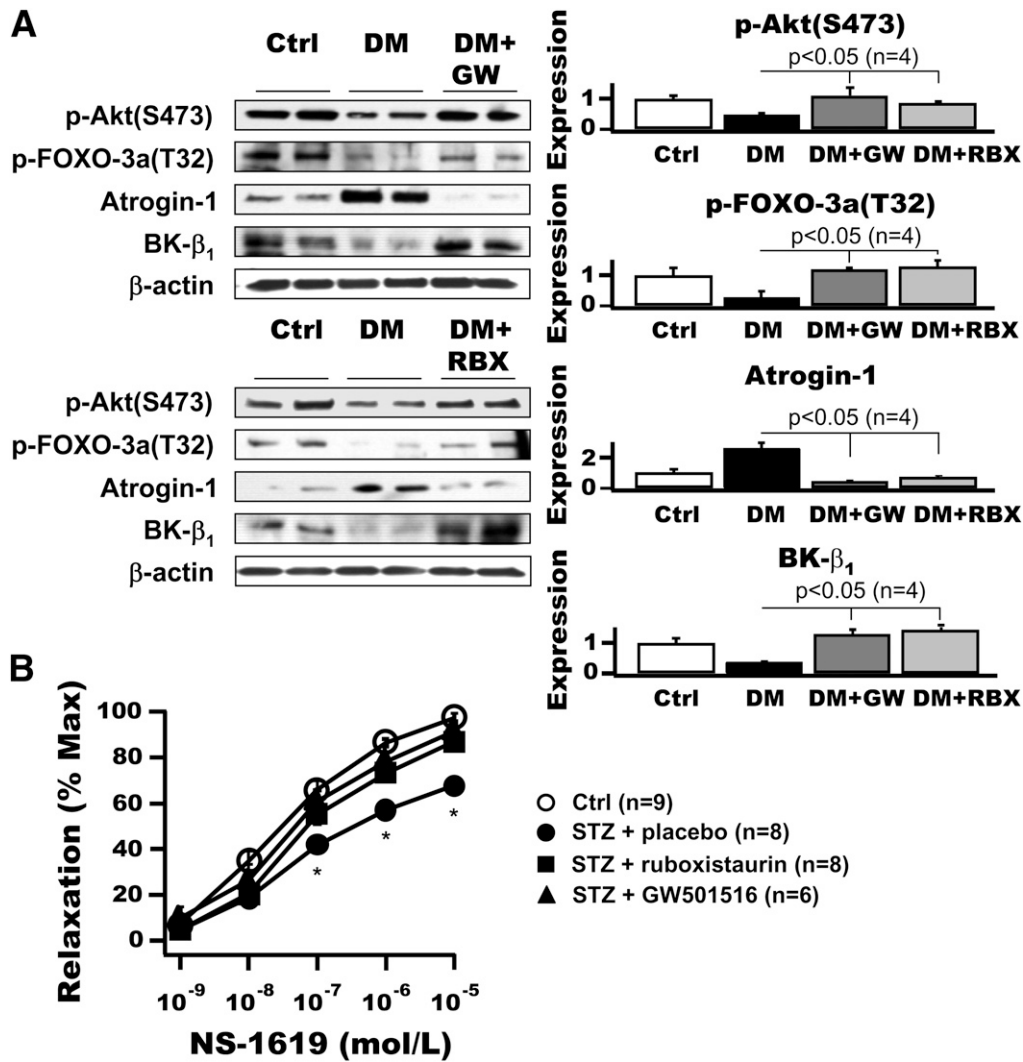 A
Ctrl DM DM+
GW
p-Akt(S473)
p-FOXO-3a(T32)
Atrogin-1
BK-β₁
β-actin
Ctrl DM DM+
RBX
p-Akt(S473)
p-FOXO-3a(T32)
Atrogin-1
BK-β₁
β-actin
p-Akt(S473)
p<0.05 (n=4)
Expression
1
0
Ctrl DM DM+GW DM+RBX
p-FOXO-3a(T32)
p<0.05 (n=4)
Expression
1
0
Ctrl DM DM+GW DM+RBX
Atrogin-1
p<0.05 (n=4)
Expression
2
0
Ctrl DM DM+GW DM+RBX
BK-β₁
p<0.05 (n=4)
Expression
1
0
Ctrl DM DM+GW DM+RBX
B
Relaxation (% Max)
100
80
60
40
20
0
* * *
10⁻⁹ 10⁻⁸ 10⁻⁷ 10⁻⁶ 10⁻⁵
NS-1619 (mol/L)
Ctrl (n=9)
STZ + placebo (n=8)
STZ + ruboxistaurin (n=8)
STZ + GW501516 (n=6)